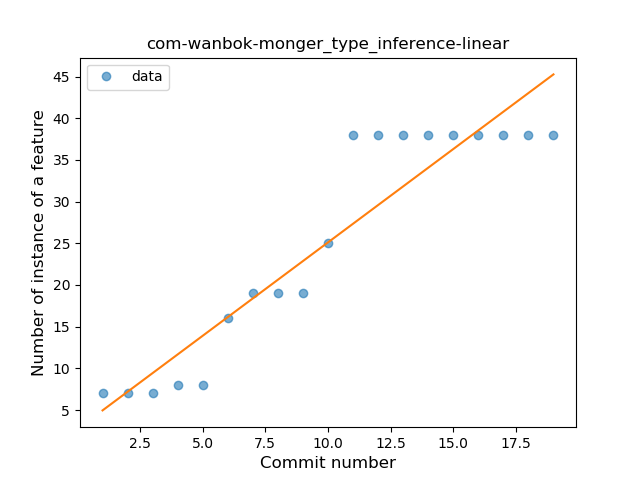 com-wanbok-monger_type_inference-linear
data
Number of instance of a feature
45
40
35
30
25
20
15
10
5
2.5 5.0 7.5 10.0 12.5 15.0 17.5
Commit number